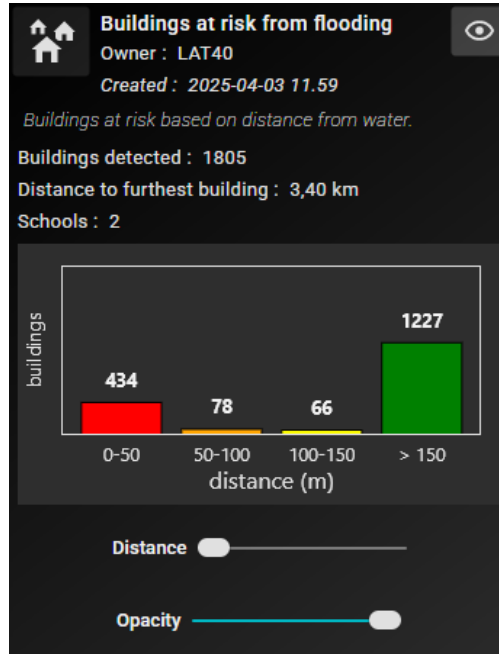 Buildings at risk from flooding
Owner : LAT40
Created : 2025-04-03 11.59
Buildings at risk based on distance from water.
Buildings detected : 1805
Distance to furthest building : 3,40 km
Schools : 2
buildings
434
78
66
1227
0-50
50-100
100-150
> 150
distance (m)
Distance
Opacity